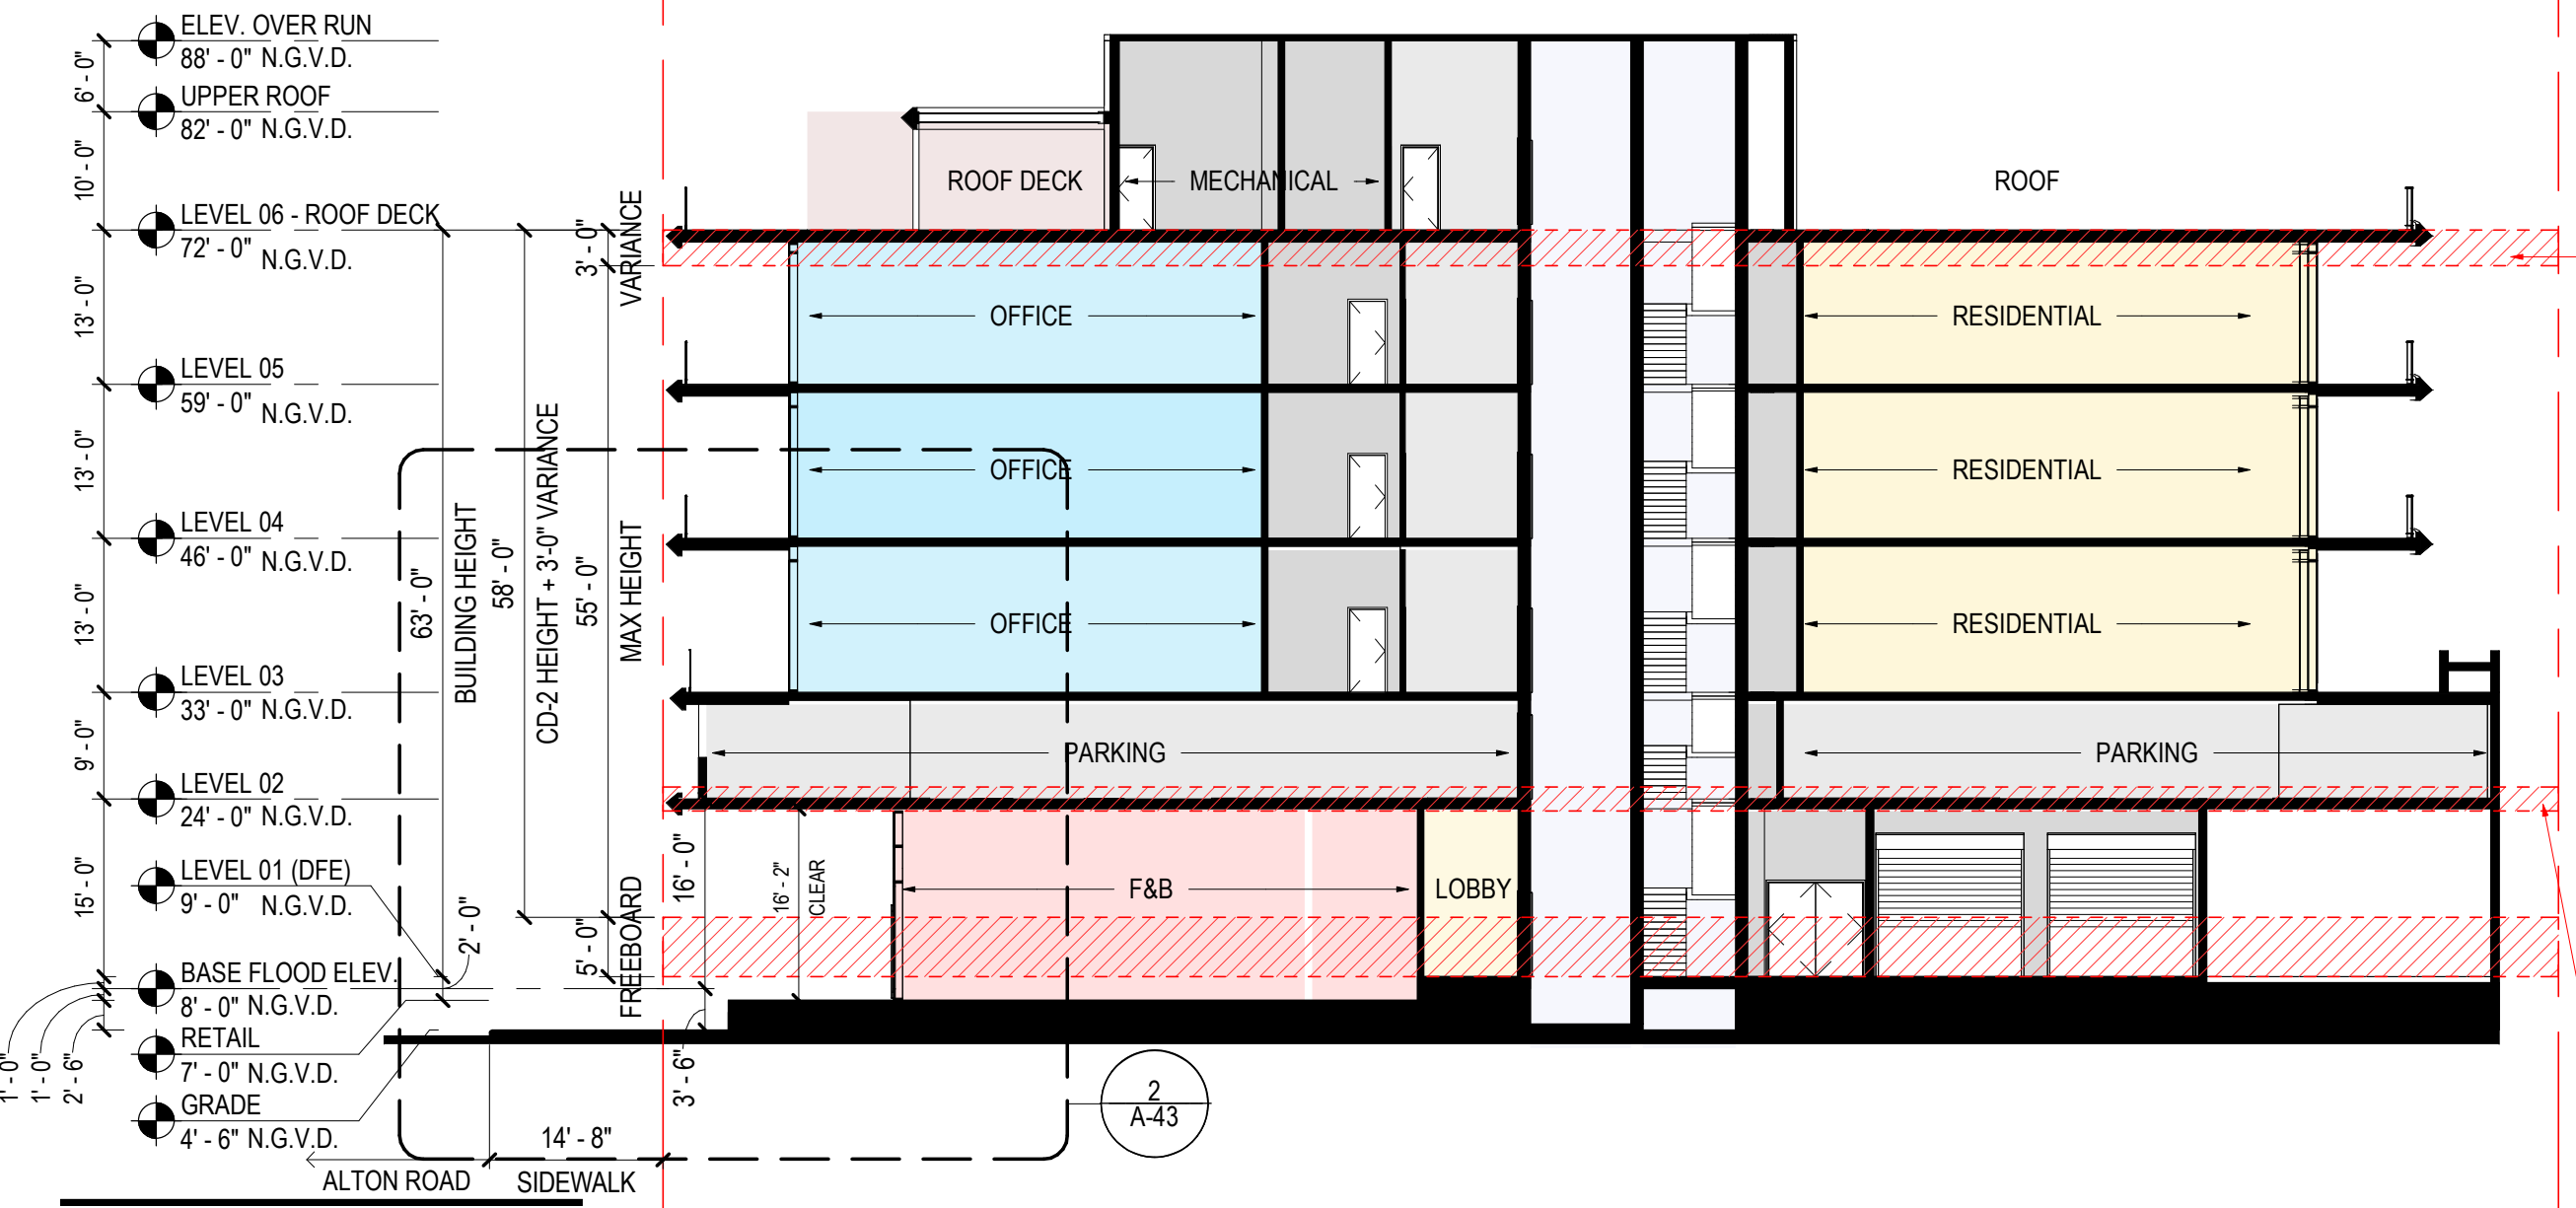 ELEV. OVER RUN
88' - 0" N.G.V.D.
6' - 0"
UPPER ROOF
82' - 0" N.G.V.D.
10' - 0"
LEVEL 06 - ROOF DECK
72' - 0" N.G.V.D.
13' - 0"
LEVEL 05
59' - 0" N.G.V.D.
13' - 0"
LEVEL 04
46' - 0" N.G.V.D.
13' - 0"
LEVEL 03
33' - 0" N.G.V.D.
9' - 0"
LEVEL 02
24' - 0" N.G.V.D.
15' - 0"
LEVEL 01 (DFE)
9' - 0" N.G.V.D.
BASE FLOOD ELEV.
8' - 0" N.G.V.D.
RETAIL
7' - 0" N.G.V.D.
GRADE
4' - 6" N.G.V.D.
1' - 0"
1' - 0"
2' - 6"
63' - 0"
BUILDING HEIGHT
2' - 0"
58' - 0"
CD-2 HEIGHT + 3'-0" VARIANCE
3' - 0"
VARIANCE
55' - 0"
MAX HEIGHT
5' - 0"
FREEBOARD
16' - 0"
3' - 6"
16' - 2"
CLEAR
14' - 8"
ALTON ROAD
SIDEWALK
ROOF DECK
MECHANICAL
ROOF
OFFICE
RESIDENTIAL
OFFICE
RESIDENTIAL
OFFICE
RESIDENTIAL
PARKING
PARKING
F&B
LOBBY
2
A-43